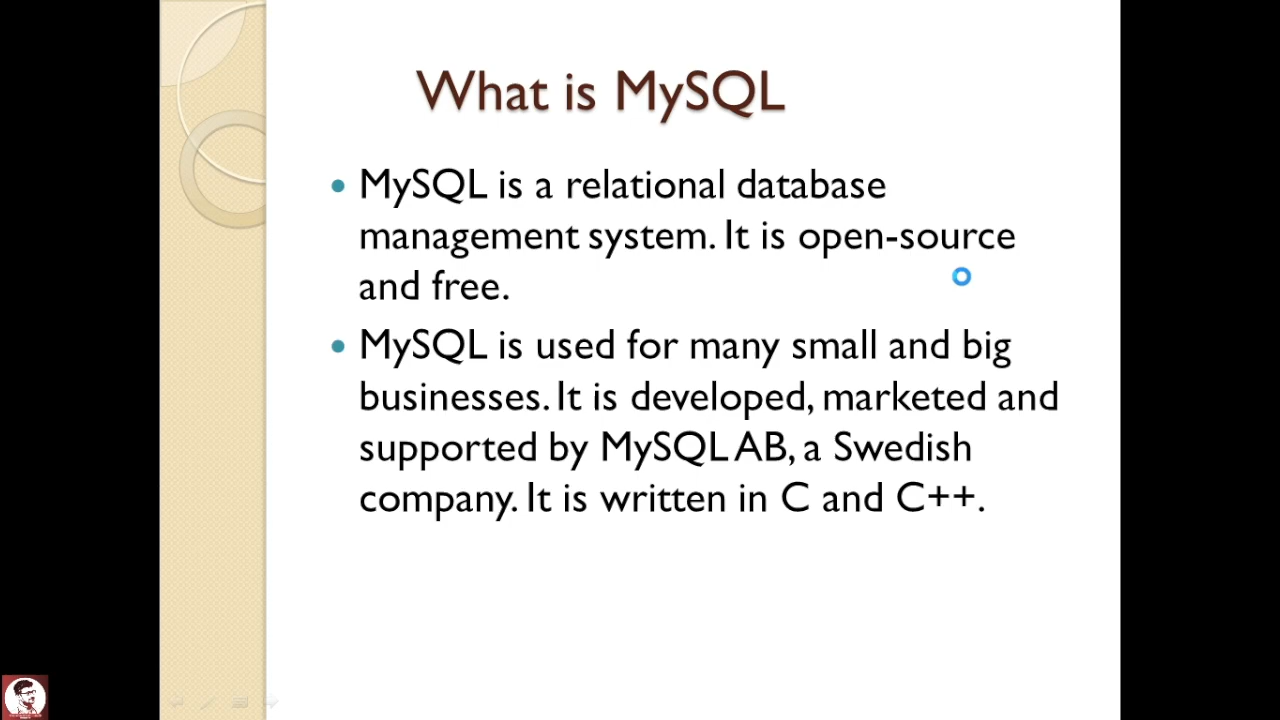 What is MySQL
• MySQL is a relational database
management system. It is open-source
and free.
• MySQL is used for many small and big
businesses. It is developed, marketed and
supported by MySQL AB, a Swedish
company. It is written in C and C++.